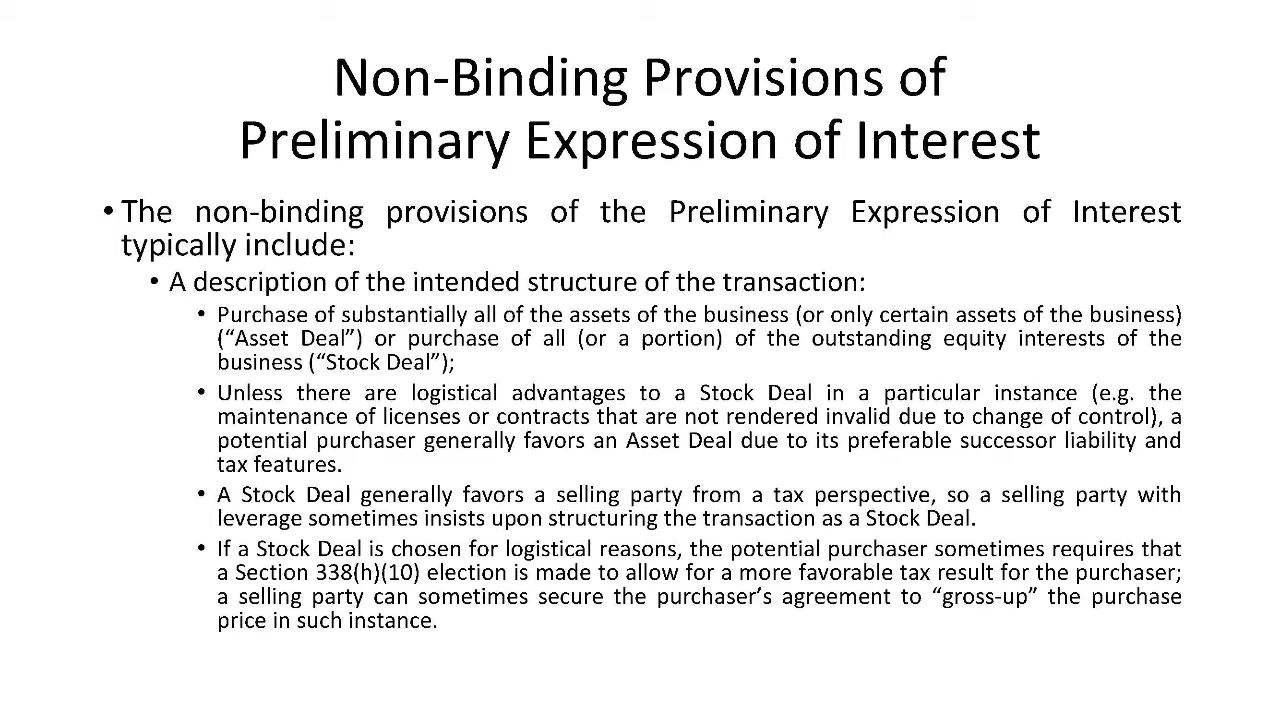 Non-Binding Provisions of
Preliminary Expression of Interest
• The non-binding provisions of the Preliminary Expression of Interest
typically include:
• A description of the intended structure of the transaction:
• Purchase of substantially all of the assets of the business (or only certain assets of the business)
(“Asset Deal”) or purchase of all (or a portion) of the outstanding equity interests of the
business (“Stock Deal”);
• Unless there are logistical advantages to a Stock Deal in a particular instance (e.g. the
maintenance of licenses or contracts that are not rendered invalid due to change of control), a
potential purchaser generally favors an Asset Deal due to its preferable successor liability and
tax features.
• A Stock Deal generally favors a selling party from a tax perspective, so a selling party with
leverage sometimes insists upon structuring the transaction as a Stock Deal.
• If a Stock Deal is chosen for logistical reasons, the potential purchaser sometimes requires that
a Section 338(h)(10) election is made to allow for a more favorable tax result for the purchaser;
a selling party can sometimes secure the purchaser’s agreement to “gross-up” the purchase
price in such instance.